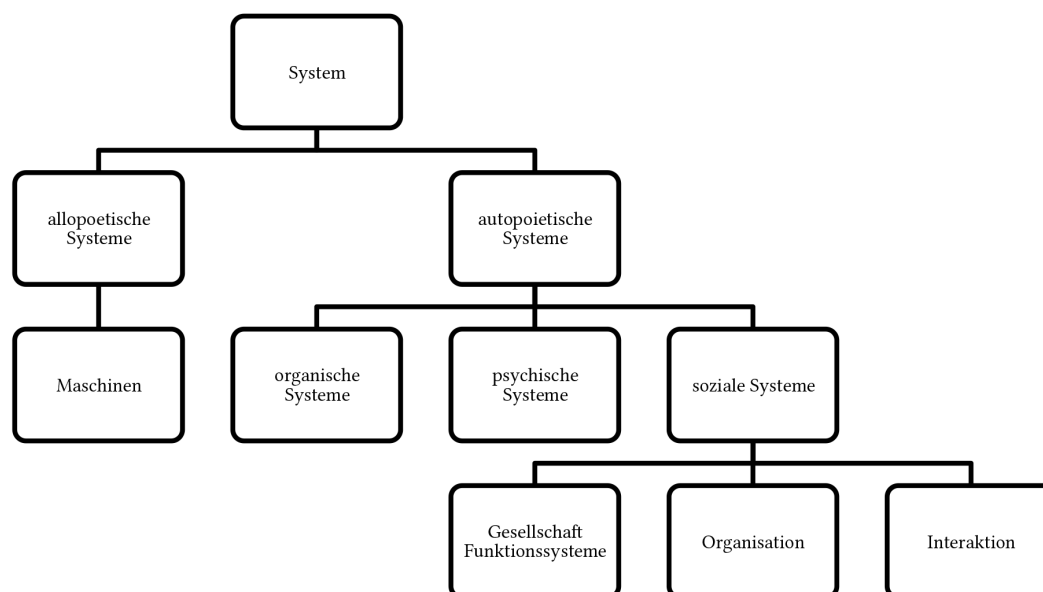 System
allopoetische
Systeme
autopoietische
Systeme
Maschinen
organische
Systeme
psychische
Systeme
soziale Systeme
Gesellschaft
Funktionssysteme
Organisation
Interaktion